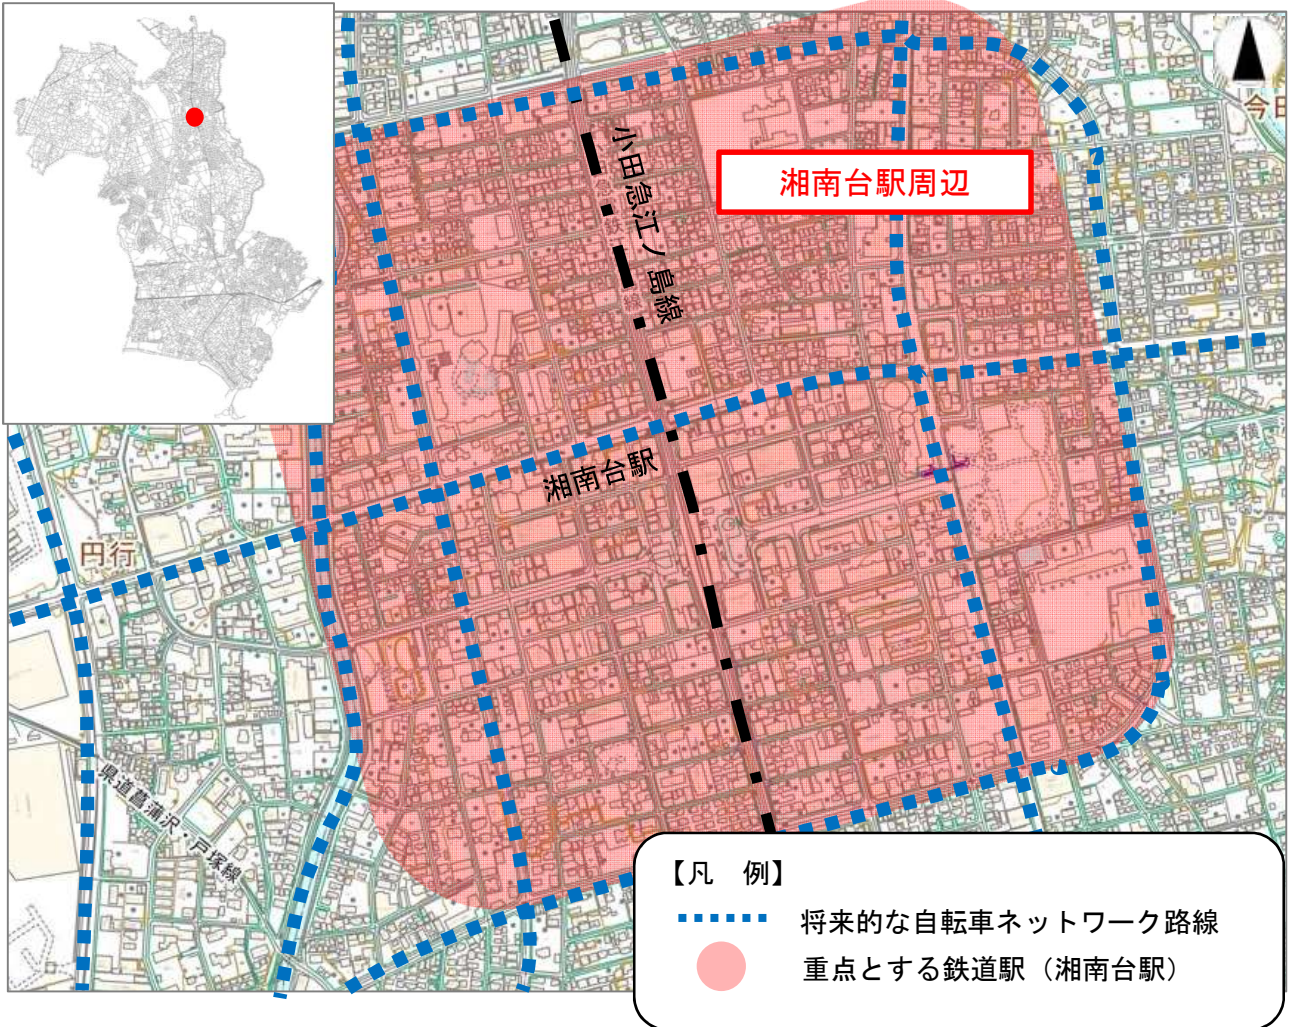 今田
湘南台駅周辺
小田急江ノ島線
湘南台駅
円行
県道菖蒲沢・戸塚線
【凡　例】
将来的な自転車ネットワーク路線
重点とする鉄道駅（湘南台駅）